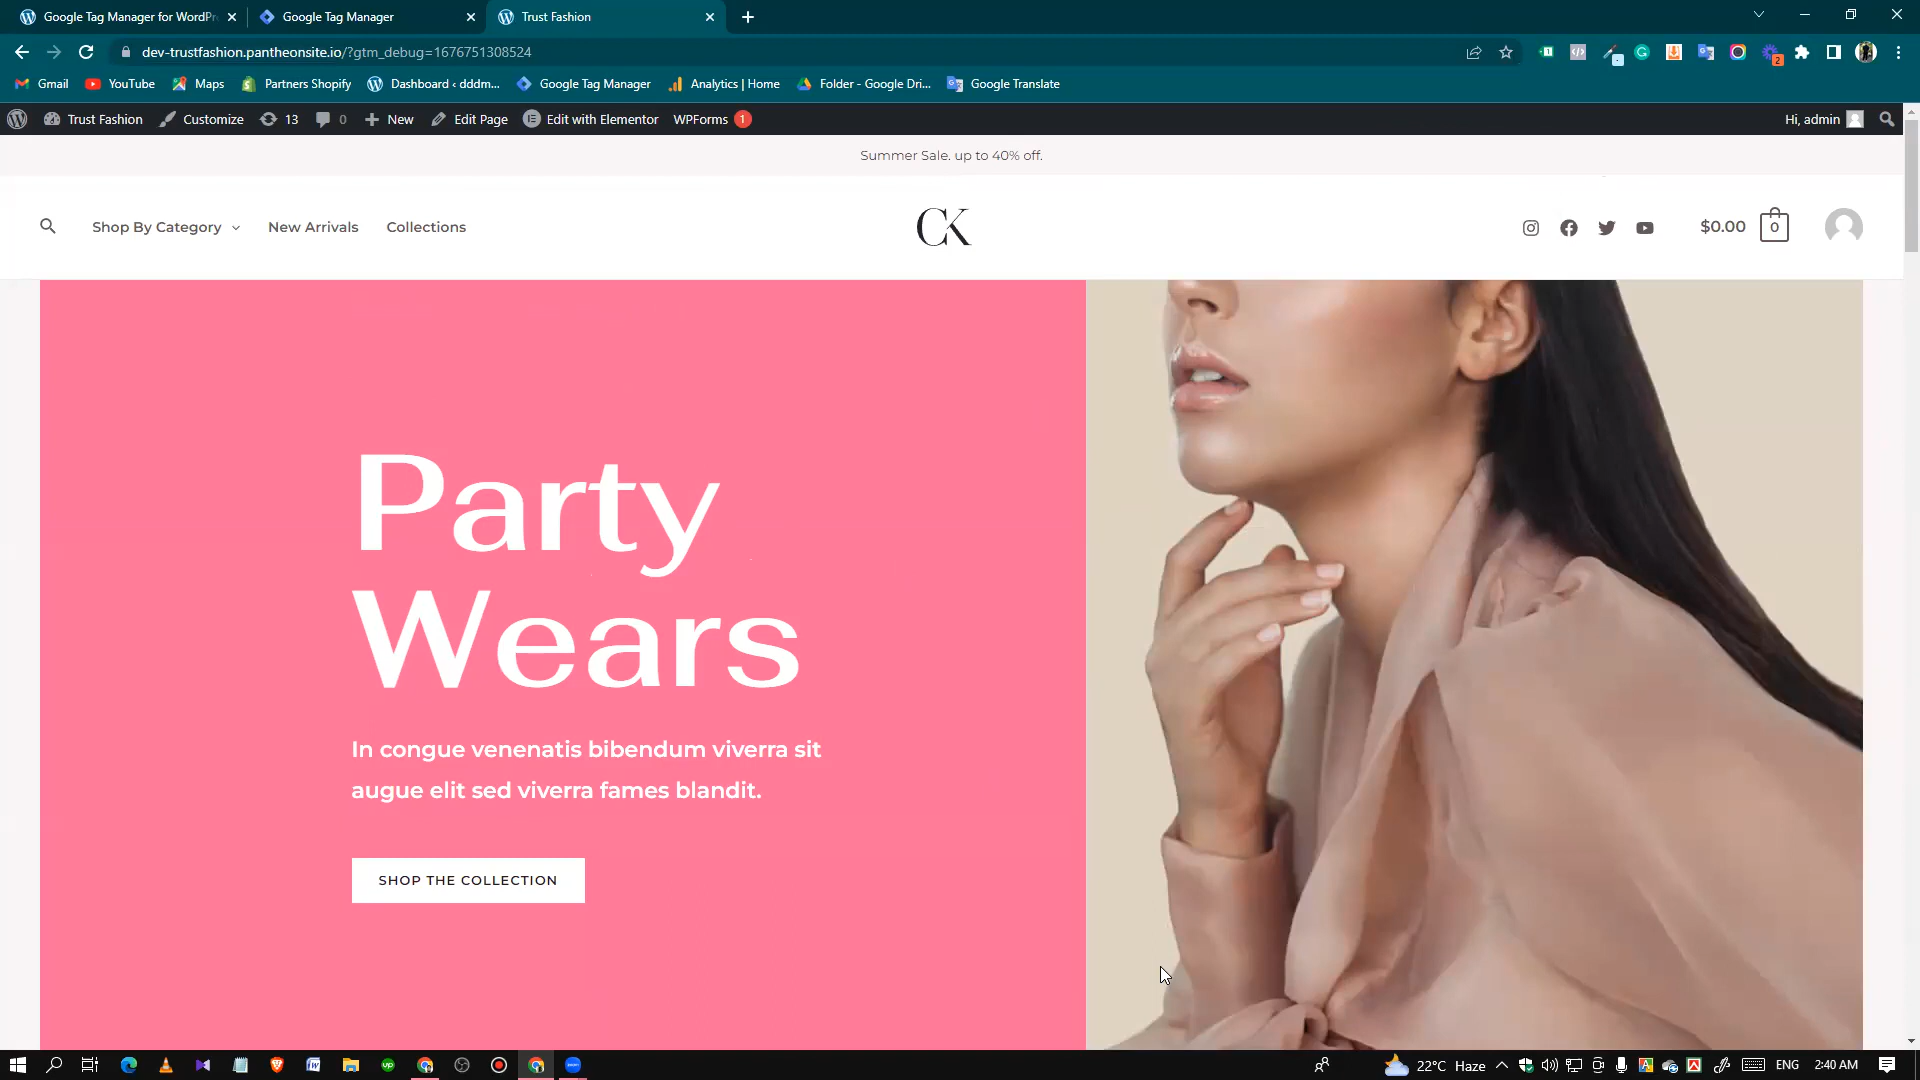 Google Tag Manager for WordPr
Google Tag Manager
Trust Fashion
dev-trustfashion.pantheonsite.io/?gtm_debug=1676751308524
2
Gmail
YouTube
Maps
Partners Shopify
Dashboard ‹ dddm...
Google Tag Manager
Analytics | Home
Folder - Google Dri...
Google Translate
Trust Fashion
Customize
13
0
New
Edit Page
Edit with Elementor
WPForms 1
Hi, admin
Summer Sale. up to 40% off.
Shop By Category
New Arrivals
Collections
CK
$0.00
0
Party
Wears
In congue venenatis bibendum viverra sit
augue elit sed viverra fames blandit.
SHOP THE COLLECTION
22°C Haze
ENG
2:40 AM